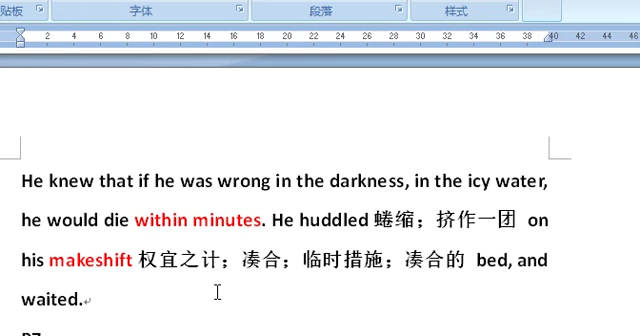 贴板 字体 段落 样式
2 4 6 8 10 12 14 16 18 20 22 24 26 28 30 32 34 36 38 40 42 44 46
He knew that if he was wrong in the darkness, in the icy water,
he would die within minutes. He huddled 蜷缩；挤作一团 on
his makeshift 权宜之计；凑合；临时措施；凑合的 bed, and
waited.